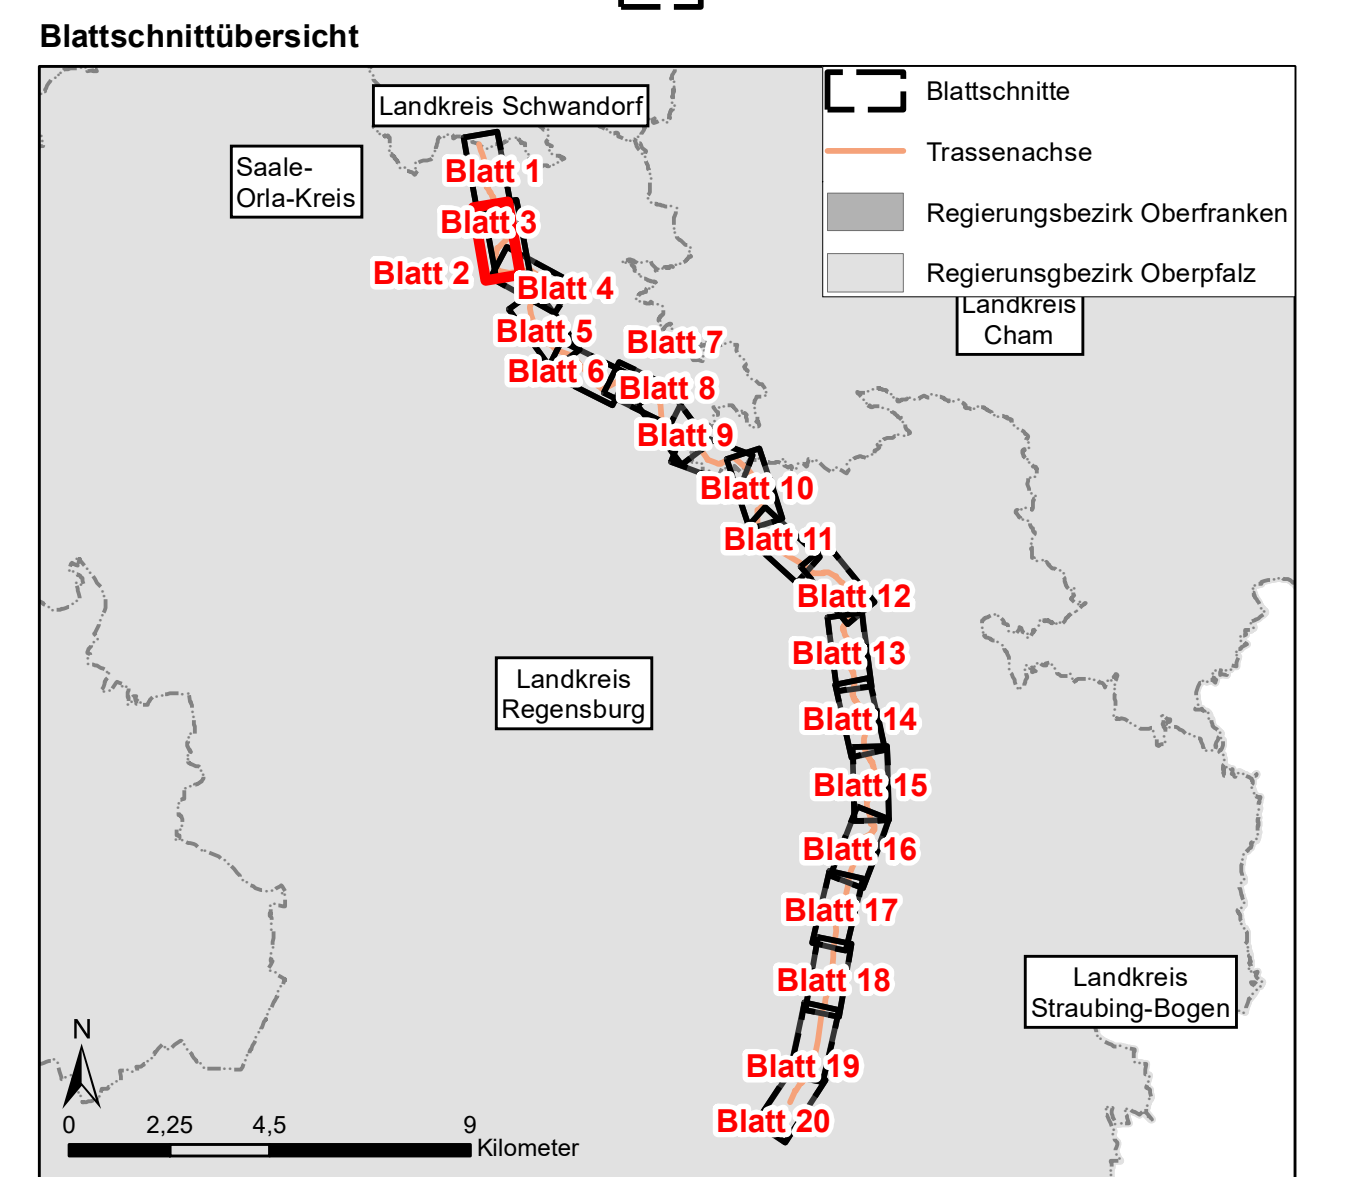 Blattschnittübersicht
Landkreis Schwandorf
Saale-
Orla-Kreis
Blattschnitte
Trassenachse
Regierungsbezirk Oberfranken
Regierunsgbezirk Oberpfalz
Landkreis
Cham
Blatt 1
Blatt 3
Blatt 2
Blatt 4
Blatt 5
Blatt 7
Blatt 6
Blatt 8
Blatt 9
Blatt 10
Blatt 11
Blatt 12
Blatt 13
Landkreis
Regensburg
Blatt 14
Blatt 15
Blatt 16
Blatt 17
Blatt 18
Landkreis
Straubing-Bogen
Blatt 19
Blatt 20
N
0 2,25 4,5 9
Kilometer